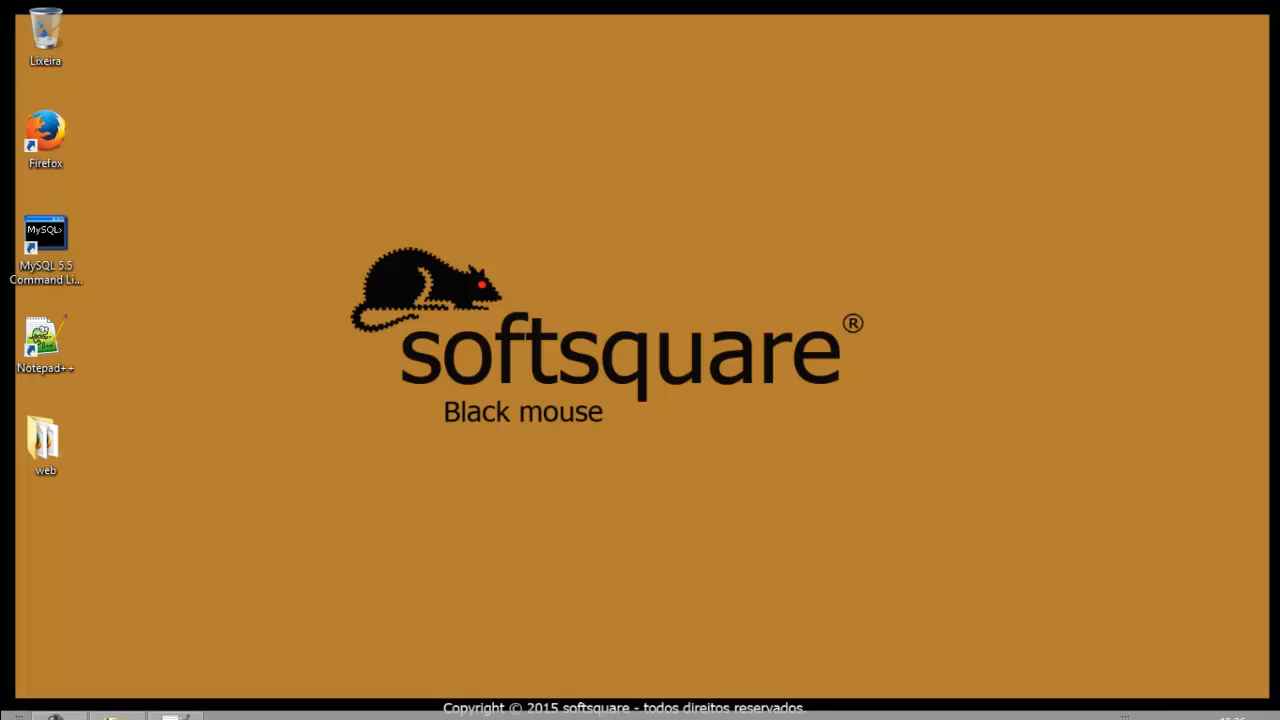 Lixeira
Firefox
MySQL>
MySQL 5.5
Command Li...
Notepad++
web
softsquare®
Black mouse
Copyright © 2015 softsquare - todos direitos reservados.